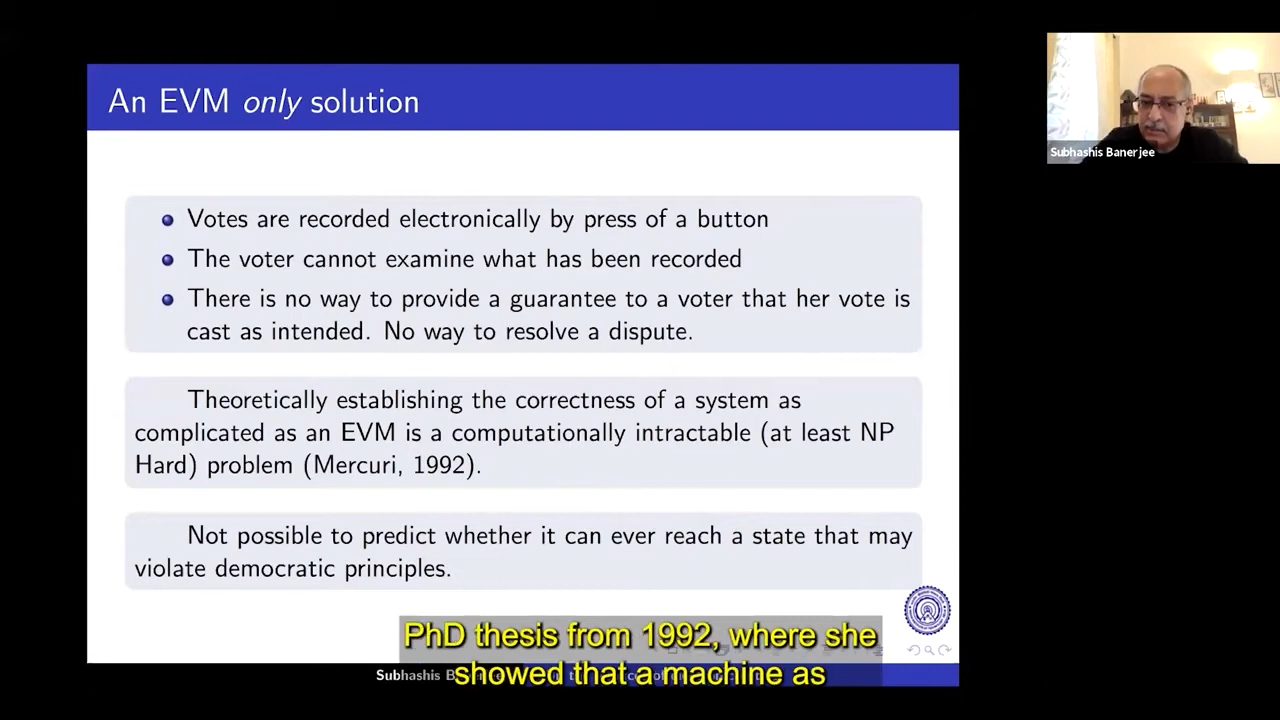 An EVM only solution
Subhashis Banerjee
Votes are recorded electronically by press of a button
The voter cannot examine what has been recorded
There is no way to provide a guarantee to a voter that her vote is
cast as intended. No way to resolve a dispute.
Theoretically establishing the correctness of a system as
complicated as an EVM is a computationally intractable (at least NP
Hard) problem (Mercuri, 1992).
Not possible to predict whether it can ever reach a state that may
violate democratic principles.
PhD thesis from 1992, where she
showed that a machine as
Subhashis